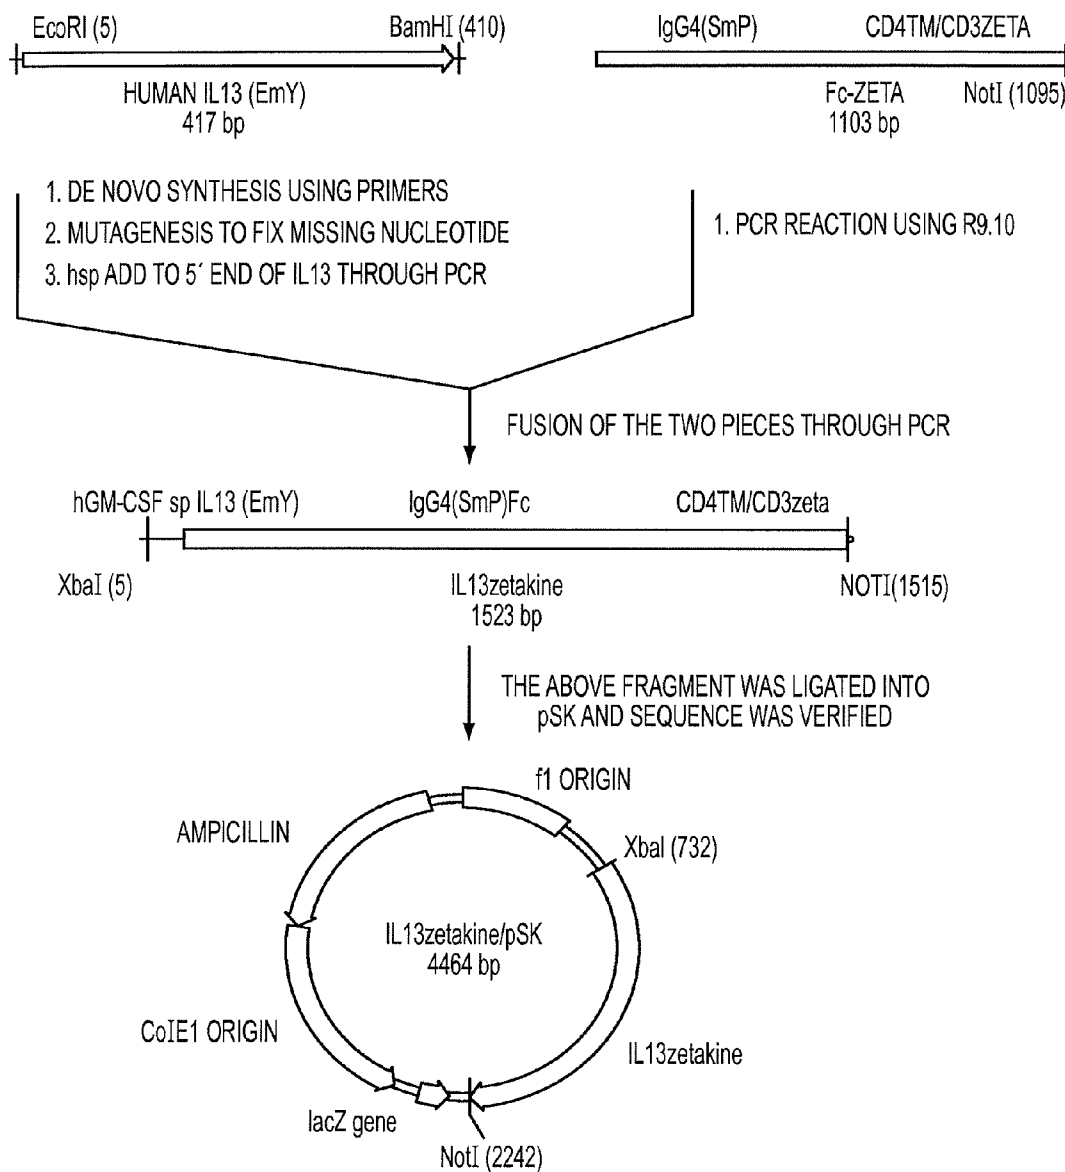 EcoRI (5)
BamHI (410)
HUMAN IL13 (EmY)
417 bp
IgG4(SmP)
CD4TM/CD3ZETA
Fc-ZETA
1103 bp
NotI (1095)
1. DE NOVO SYNTHESIS USING PRIMERS
2. MUTAGENESIS TO FIX MISSING NUCLEOTIDE
3. hsp ADD TO 5´ END OF IL13 THROUGH PCR
1. PCR REACTION USING R9.10
FUSION OF THE TWO PIECES THROUGH PCR
hGM-CSF sp IL13 (EmY)
IgG4(SmP)Fc
CD4TM/CD3zeta
XbaI (5)
IL13zetakine
1523 bp
NOTI(1515)
THE ABOVE FRAGMENT WAS LIGATED INTO
pSK AND SEQUENCE WAS VERIFIED
f1 ORIGIN
AMPICILLIN
XbaI (732)
IL13zetakine/pSK
4464 bp
CoIE1 ORIGIN
IL13zetakine
lacZ gene
NotI (2242)